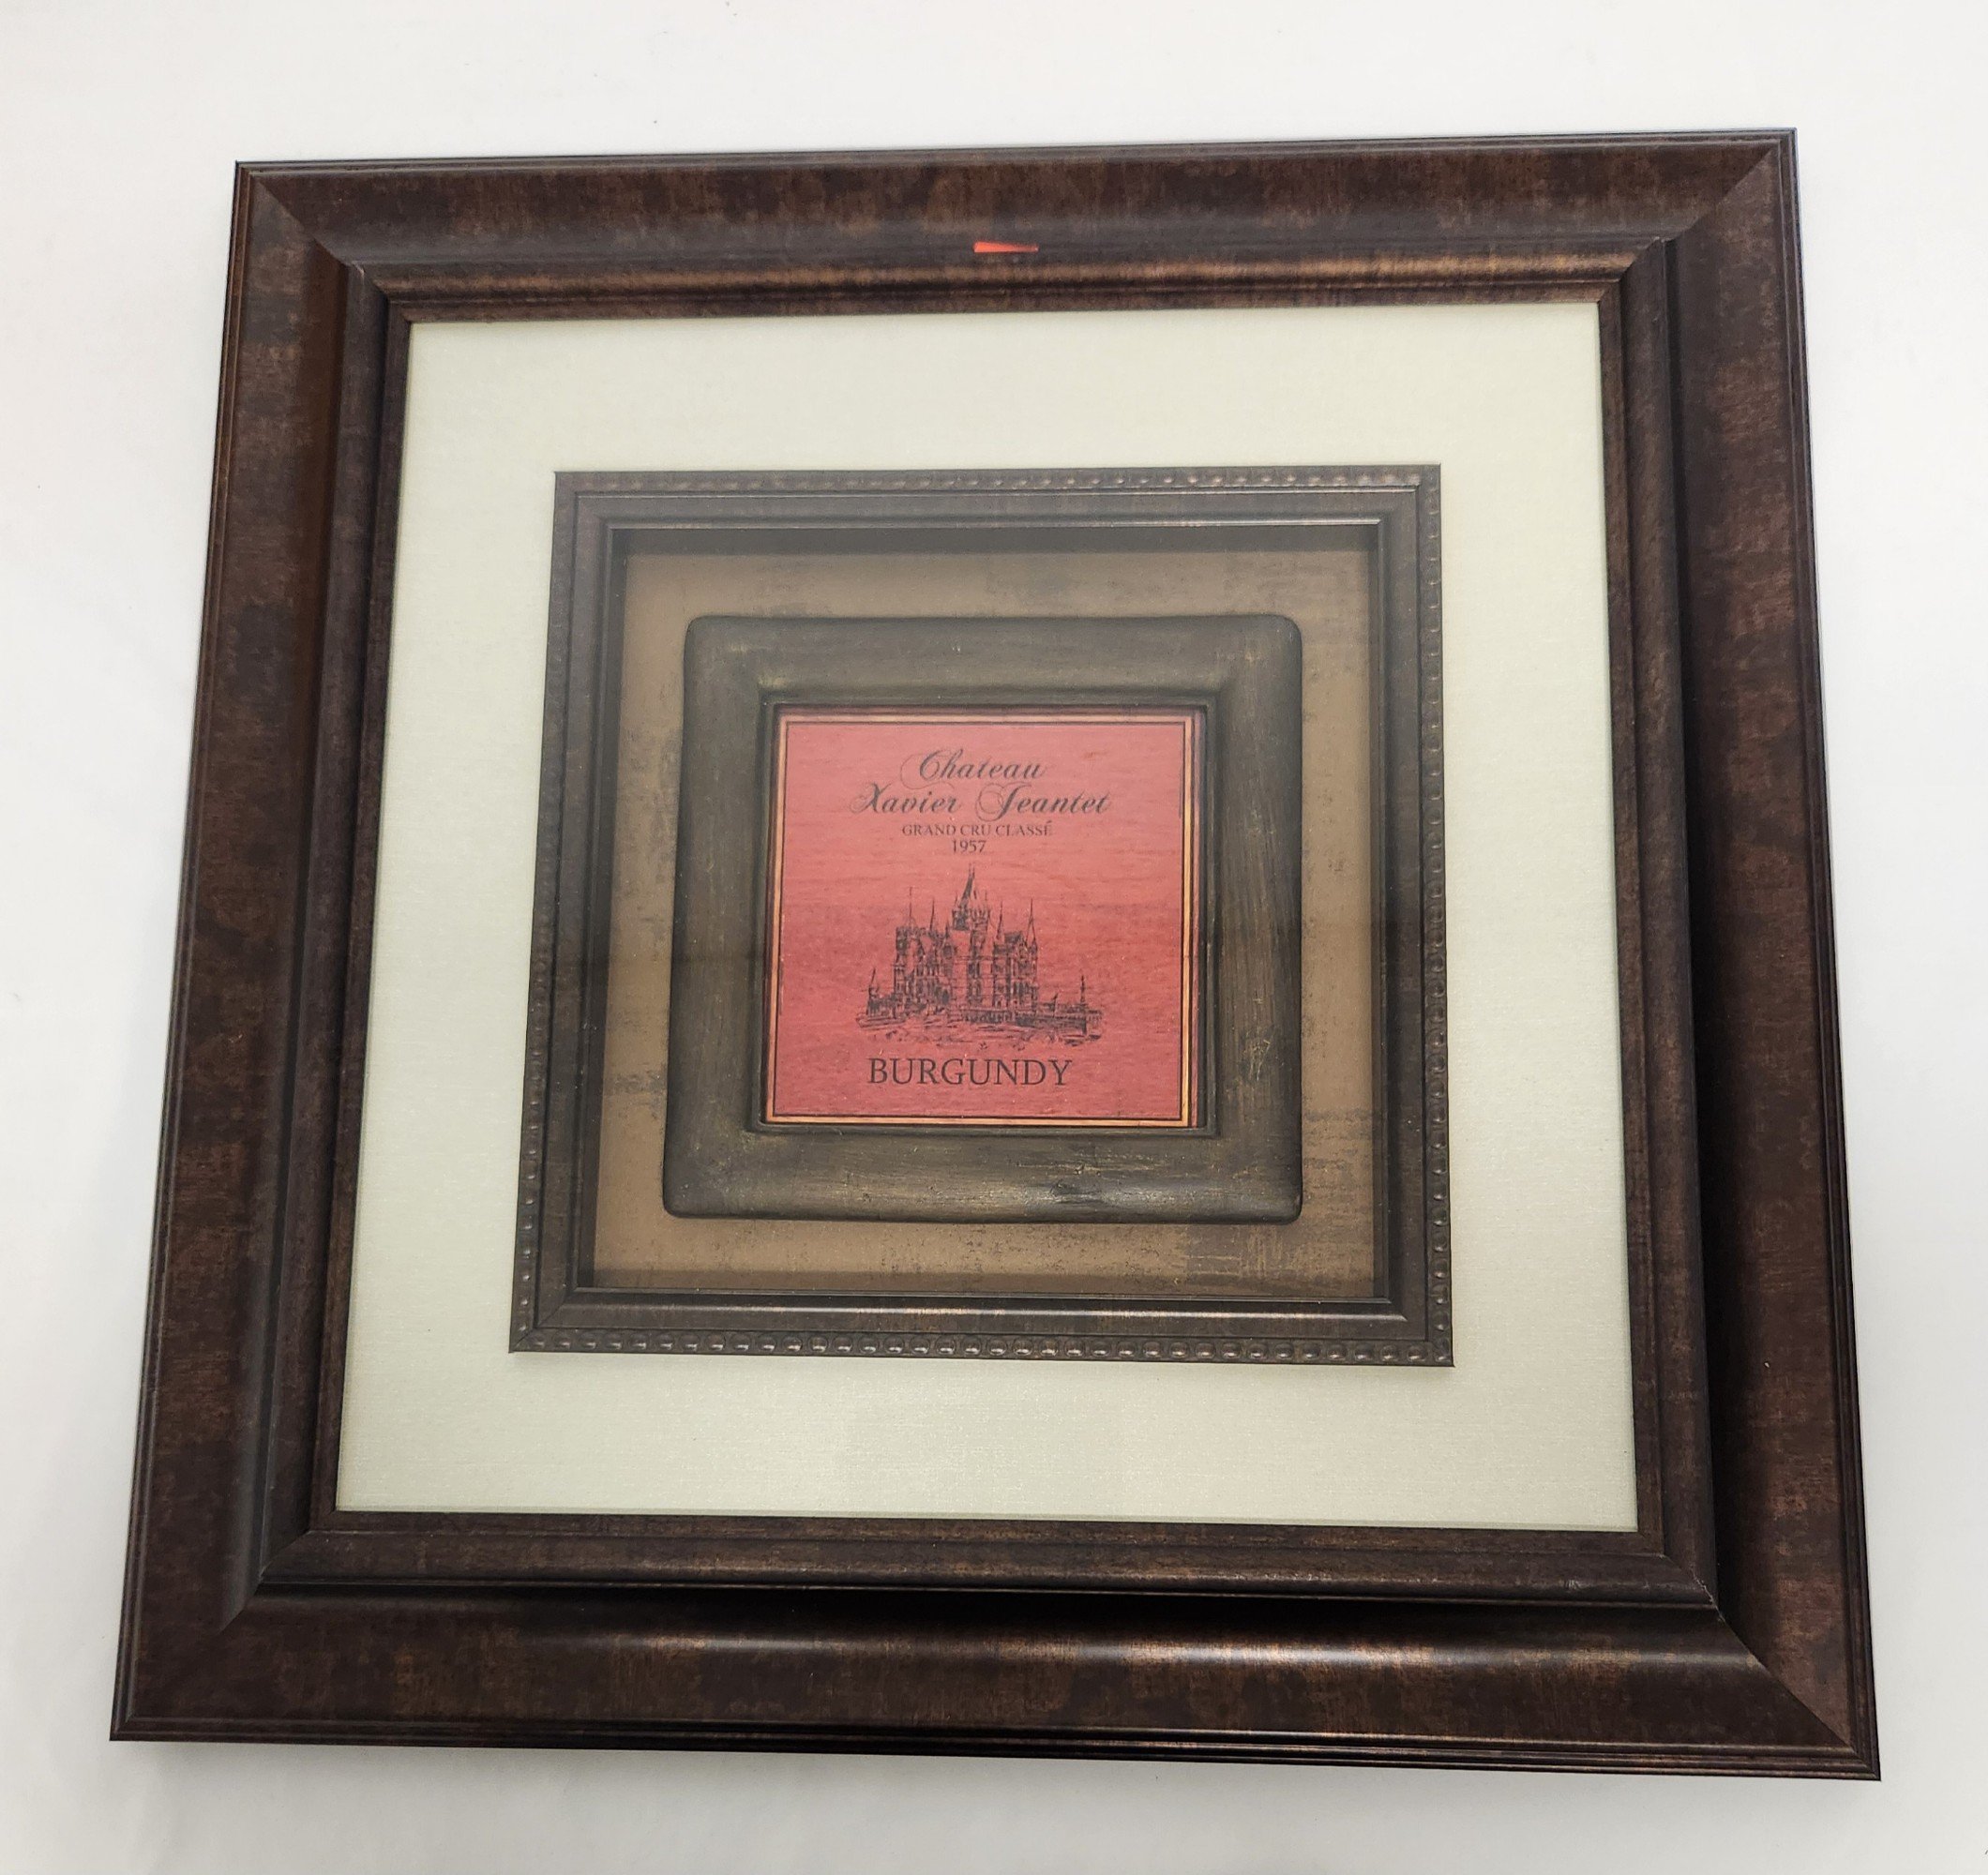 Chateau
Xavier Jeantet
GRAND CRU CLASSÉ
1957
BURGUNDY